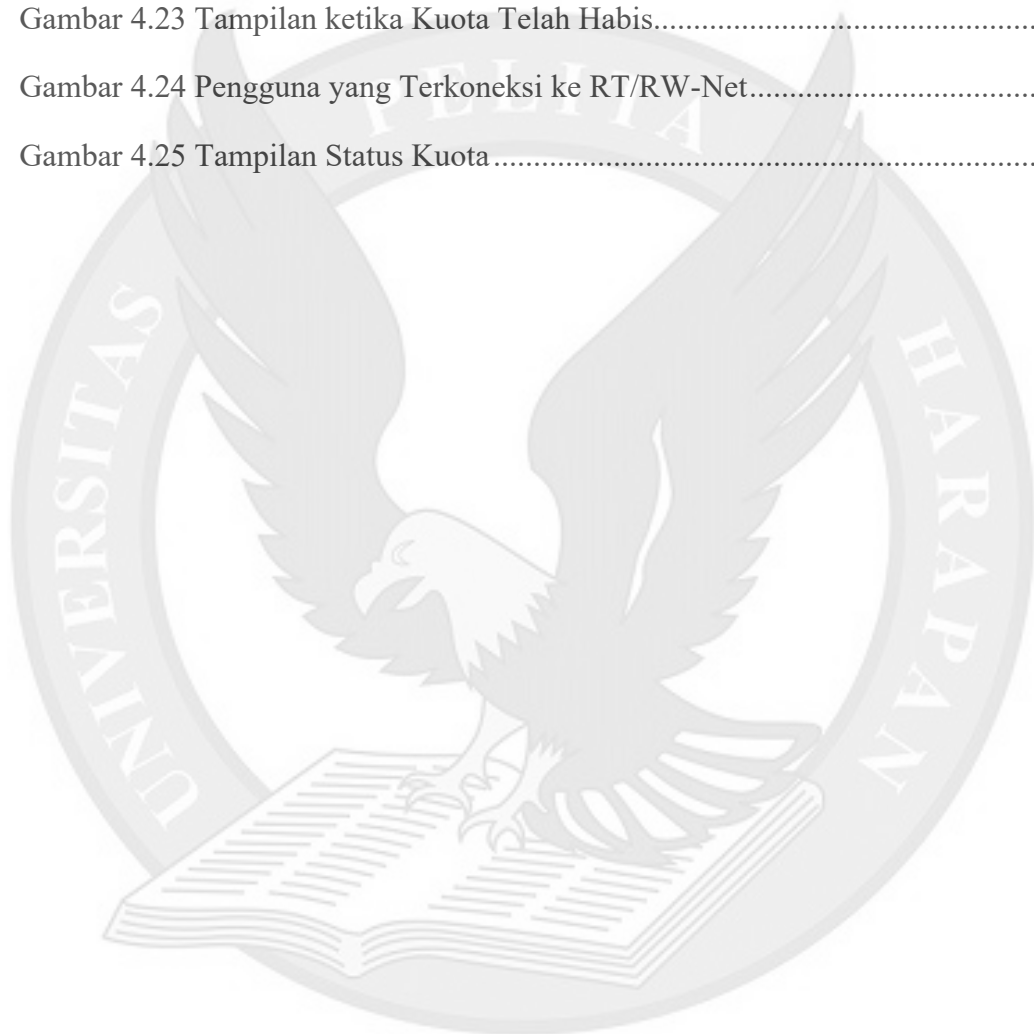 Gambar 4.23 Tampilan ketika Kuota Telah Habis........................................................
Gambar 4.24 Pengguna yang Terkoneksi ke RT/RW-Net..........................................
Gambar 4.25 Tampilan Status Kuota................................................................................
UNIVERSITAS PELITA HARAPAN